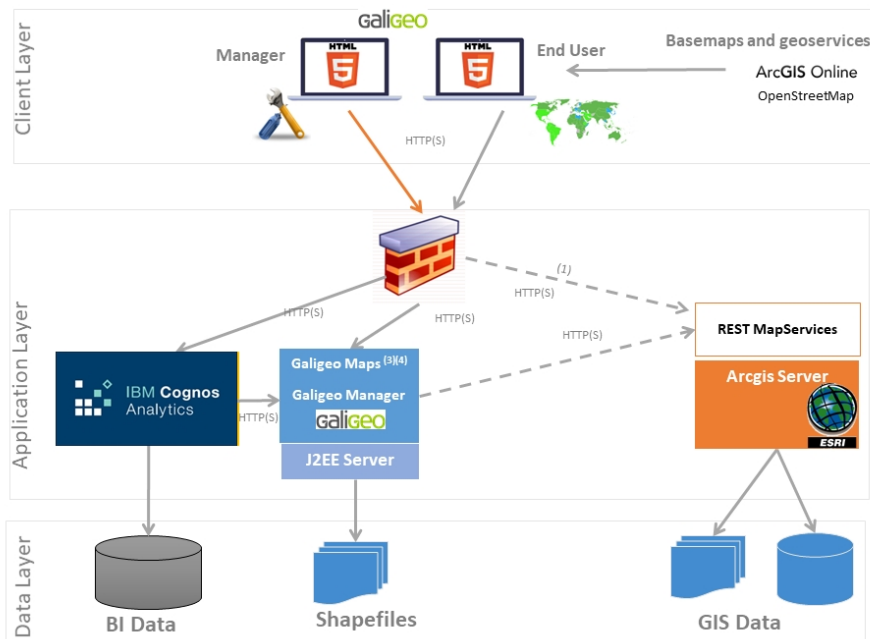 Client Layer
Galigeo
Manager
HTML
5
HTML
5
End User
Basemaps and geoservices
ArcGIS Online
OpenStreetMap
HTTP(S)
Application Layer
(1)
HTTP(S)
HTTP(S)
HTTP(S)
HTTP(S)
REST MapServices
IBM Cognos
Analytics
HTTP(S)
Galigeo Maps (3)(4)
Galigeo Manager
Galigeo
J2EE Server
Arcgis Server
ESRI
Data Layer
BI Data
Shapefiles
GIS Data